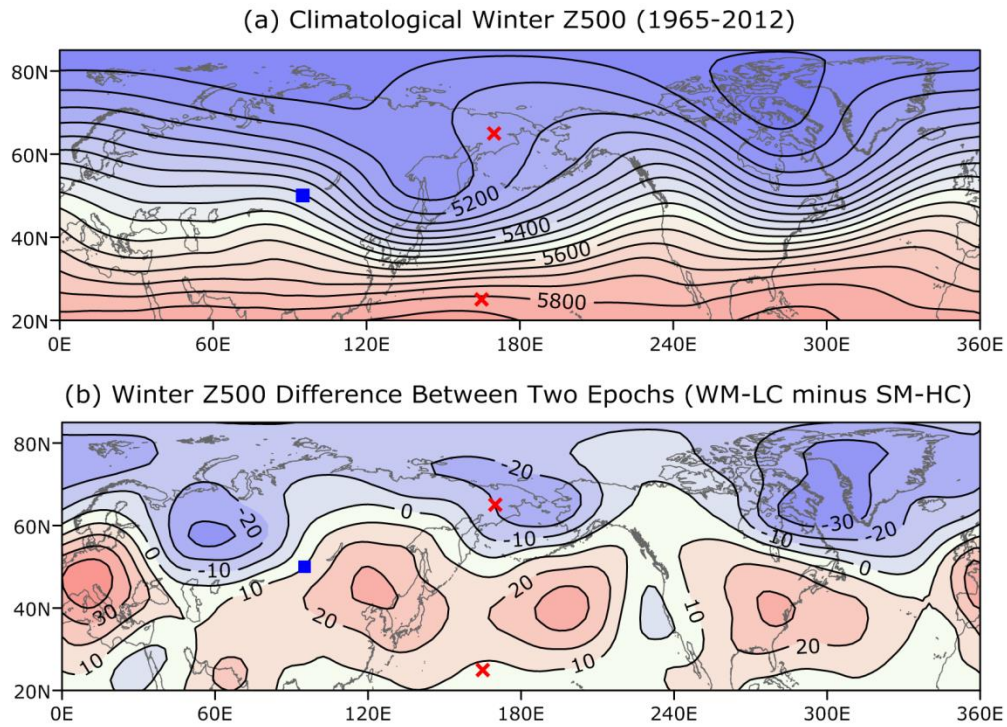 (a) Climatological Winter Z500 (1965-2012)
80N
60N
40N
20N
5200
5400
5600
5800
0E 60E 120E 180E 240E 300E 360E
(b) Winter Z500 Difference Between Two Epochs (WM-LC minus SM-HC)
80N
60N
40N
20N
-20
0
-20
-10
-10
-30
-20
-10
0
0
-10
10
20
20
10
30
20
10
10
20
10
0E 60E 120E 180E 240E 300E 360E